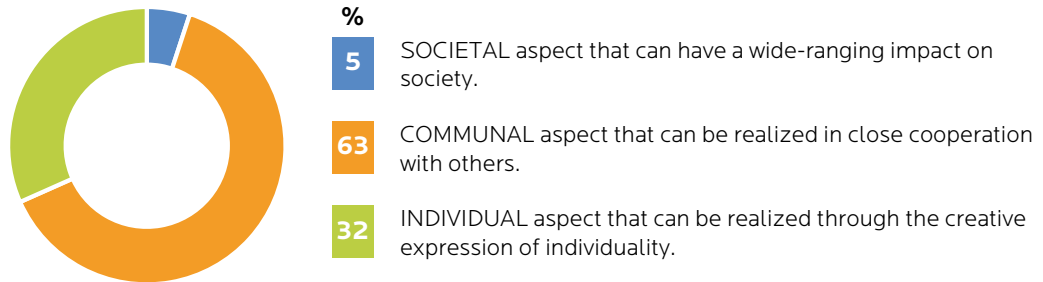 %
5
SOCIETAL aspect that can have a wide-ranging impact on
society.
63
COMMUNAL aspect that can be realized in close cooperation
with others.
32
INDIVIDUAL aspect that can be realized through the creative
expression of individuality.